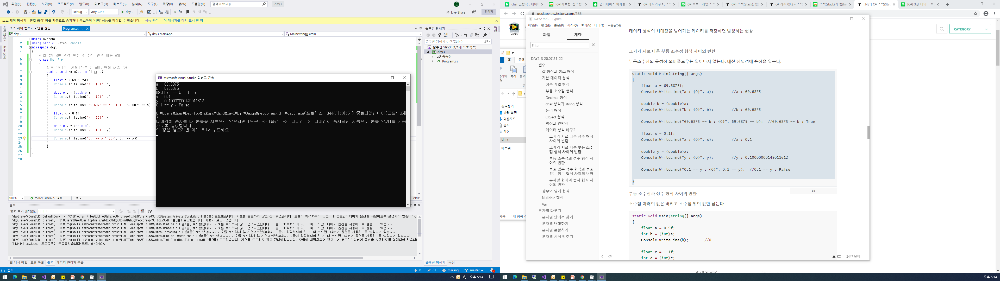 파일(F) 편집(E) 보기(V) 프로젝트(P) 빌드(B) 디버그(D) 테스트(S) 분석(N) 도구(T) 확장(X) 창(W) 도움말(H) 검색 (Ctrl+Q) day3 E
Debug Any CPU day3 Live Share 관리자
'소스 제어 탐색기 - 연결 끊김' 창을 자동으로 숨기거나 축소하여 '시작' 성능을 향상할 수 있습니다. 성능 관리 이 메시지를 다시 표시 안 함
서버 탐색기
도구 상자
소스 제어 탐색기 - 연결 끊김 Program.cs
day3 day3.MainApp Main(string[] args)
1 using System;
2 using static System.Console;
3 namespace day3
4 {
참조 0개|0번 변경|만든 이 0명, 변경 내용 0개
5 class MainApp
6 {
참조 0개|0번 변경|만든 이 0명, 변경 내용 0개
7 static void Main(string[] args)
8 {
9 float a = 69.6875f;
10 Console.WriteLine("a : {0}", a);
11
12 double b = (double)a;
13 Console.WriteLine("b : {0}", b);
14
15 Console.WriteLine("69.6875 == b : {0}", 69.6875 == b);
16
17 float x = 0.1f;
18 Console.WriteLine("x : {0}", x);
19
20 double y = (double)x;
21 Console.WriteLine("y : {0}", y);
22
23 Console.WriteLine("0.1 == y : {0}", 0.1 == y);
24
25 }
26 }
27 }
28
100 % 문제가 검색되지 않음 CRLF
Microsoft Visual Studio 디버그 콘솔
a : 69.6875
b : 69.6875
69.6875 == b : True
x : 0.1
y : 0.10000000149011612
0.1 == y : False
C:₩Users₩User₩Desktop₩mskang₩day3₩day3₩bin₩Debug₩netcoreapp3.1₩day3.exe(프로세스 13444개)이(가) 종료되었습니다(코드: 0개
).
디버깅이 중지될 때 콘솔을 자동으로 닫으려면 [도구] -> [옵션] -> [디버깅] > [디버깅이 중지되면 자동으로 콘솔 닫기]를 사용
하도록 설정합니다.
이 창을 닫으려면 아무 키나 누르세요...
솔루션 탐색기
솔루션 탐색기 검색(Ctrl+;)
솔루션 'day3' (1/1개 프로젝트)
day3
종속성
Program.cs
솔루션 탐색기 속성
출력
출력 보기 선택(S): 디버그
'day3.exe'(CoreCLR: DefaultDomain): 'C:₩Program Files₩dotnet₩shared₩Microsoft.NETCore.App₩3.1.6₩System.Private.CoreLib.dll'을(를) 로드했습니다. 기호를 로드하지 않고 건너뛰었습니다. 모듈이 최적화되어 있고 '내 코드만' 디버거 옵션을 사용하도록 설정되어 있습니다.
'day3.exe'(CoreCLR: clrhost): 'C:₩Users₩User₩Desktop₩mskang₩day3₩day3₩bin₩Debug₩netcoreapp3.1₩day3.dll'을(를) 로드했습니다. 기호가 로드되었습니다.
'day3.exe'(CoreCLR: clrhost): 'C:₩Program Files₩dotnet₩shared₩Microsoft.NETCore.App₩3.1.6₩System.Runtime.dll'을(를) 로드했습니다. 기호를 로드하지 않고 건너뛰었습니다. 모듈이 최적화되어 있고 '내 코드만' 디버거 옵션을 사용하도록 설정되어 있습니다.
'day3.exe'(CoreCLR: clrhost): 'C:₩Program Files₩dotnet₩shared₩Microsoft.NETCore.App₩3.1.6₩System.Console.dll'을(를) 로드했습니다. 기호를 로드하지 않고 건너뛰었습니다. 모듈이 최적화되어 있고 '내 코드만' 디버거 옵션을 사용하도록 설정되어 있습니다.
'day3.exe'(CoreCLR: clrhost): 'C:₩Program Files₩dotnet₩shared₩Microsoft.NETCore.App₩3.1.6₩System.Threading.dll'을(를) 로드했습니다. 기호를 로드하지 않고 건너뛰었습니다. 모듈이 최적화되어 있고 '내 코드만' 디버거 옵션을 사용하도록 설정되어 있습니다.
'day3.exe'(CoreCLR: clrhost): 'C:₩Program Files₩dotnet₩shared₩Microsoft.NETCore.App₩3.1.6₩System.Runtime.Extensions.dll'을(를) 로드했습니다. 기호를 로드하지 않고 건너뛰었습니다. 모듈이 최적화되어 있고 '내 코드만' 디버거 옵션을 사용하도록 설정되어 있습니다.
'day3.exe'(CoreCLR: clrhost): 'C:₩Program Files₩dotnet₩shared₩Microsoft.NETCore.App₩3.1.6₩System.Text.Encoding.Extensions.dll'을(를) 로드했습니다. 기호를 로드하지 않고 건너뛰었습니다. 모듈이 최적화되어 있고 '내 코드만' 디버거 옵션을 사용하도록 설정되어 있습니다
'[13444] day3.exe' 프로그램이 종료되었습니다(코드: 0 (0x0)).
웹 게시 작업 오류 목록 출력 패키지 관리자 콘솔
준비 0 63 mskang master 2
A 오후 5:14
char 값형식 : 네이 [C#]자료형: 참조형 인터페이스 예제들 C# 메모리구조, 스 C# 프로그래밍 스택 C#) 스택(Stack), 힙 c# 기초 03.2 - 스택 스택(stack)과 힙(he [.NET] C# 스택(Sta [C#] 3장 데이터 보
guslabview.tistory.com/186
CATEGORY
홈 공유
복사
즐겨찾기
바탕 화면
다운로드
문서
사진
내 PC
네트워크
항목 1개 항목 선
DAY2.md• - Typora
파일(F) 편집(E) 본문(P) 서식(O) 보기(V) 테마(T) 도움말(H)
파일 개략
Filter
DAY2-3 20.07.21-22
변수
값 형식과 참조 형식
기본 데이터 형식
정수 계열 형식
부동 소수점 형식
Decimal 형식
char 형식과 string 형식
논리 형식
Object 형식
박싱과 언박싱
데이터 형식 바꾸기
크기가 서로 다른 정수 형식
사이의 변환
크기가 서로 다른 부동 소수
점 형식 사이의 변환
부동 소수점과 정수 형식 사
이의 변환
부호 있는 정수 형식과 부호
없는 정수 형식 사이의 변환
문자열 형식과 숫자 형식 사
이의 변환
상수와 열거 형식
Nullable 형식
Var
문자열 다루기
문자열 안에서 찾기
문자열 변형하기
문자열 분할하기
문자열 서식 맞추기
데이터 형식의 최대값을 넘어가는 데이터를 저장하면 발생하는 현상
크기가 서로 다른 부동 소수점 형식 사이의 변환
부동소수점의 특성상 오버플로우는 일어나지 않는다. 대신 정밀성에 손상을 입는다.
static void Main(string[] args)
{
float a = 69.6875f;
Console.WriteLine("a : {0}", a); //a : 69.6875
double b = (double)a;
Console.WriteLine("b : {0}", b); //b : 69.6875
Console.WriteLine("69.6875 == b : {0}", 69.6875 == b); //69.6875 == b : True
float x = 0.1f;
Console.WriteLine("x : {0}", x); //x : 0.1
double y = (double)x;
Console.WriteLine("y : {0}", y); //y : 0.10000000149011612
Console.WriteLine("0.1 == y : {0}", 0.1 == y); //0.1 == y : False
}
c#
부동 소수점과 정수 형식 사이의 변환
소수점 아래의 값은 버리고 소수점 위의 값만 남는다.
static void Main(string[] args)
{
float a = 0.9f;
int b = (int)a;
Console.WriteLine(b); //0
float c = 1.1f;
int d = (int)c;
KO 2447 단어
오후 5:14